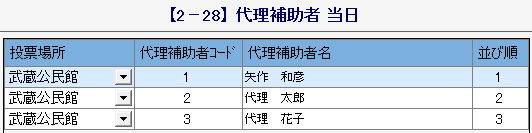 【2－28】代理補助者 当日
投票場所 代理補助者コード 代理補助者名 並び順
武蔵公民館 1 矢作　和彦 1
武蔵公民館 2 代理　太郎 2
武蔵公民館 3 代理　花子 3